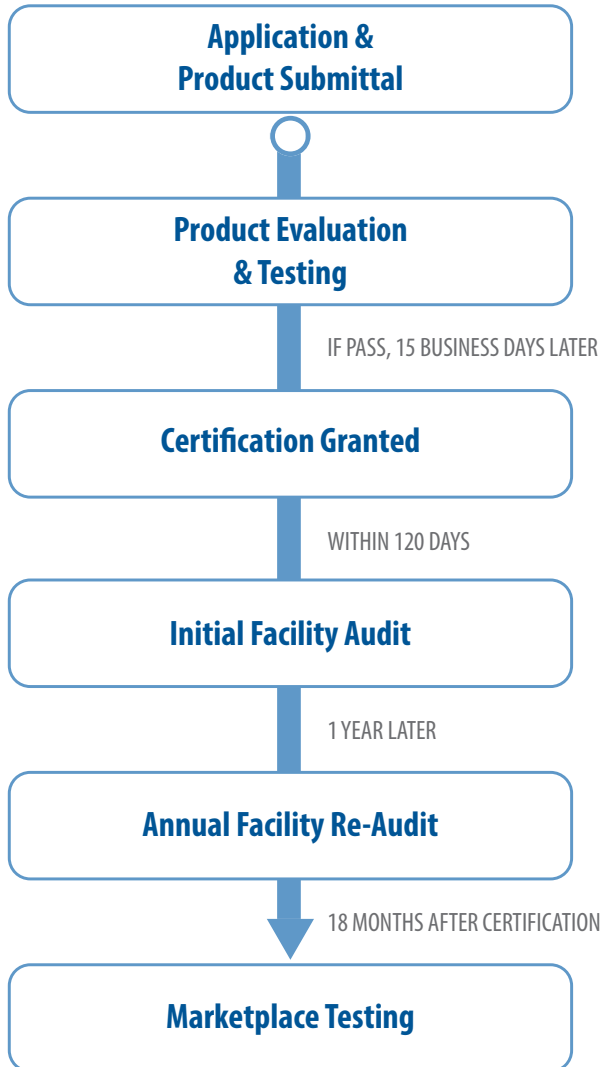 Application &
Product Submittal
Product Evaluation
& Testing
IF PASS, 15 BUSINESS DAYS LATER
Certification Granted
WITHIN 120 DAYS
Initial Facility Audit
1 YEAR LATER
Annual Facility Re-Audit
18 MONTHS AFTER CERTIFICATION
Marketplace Testing